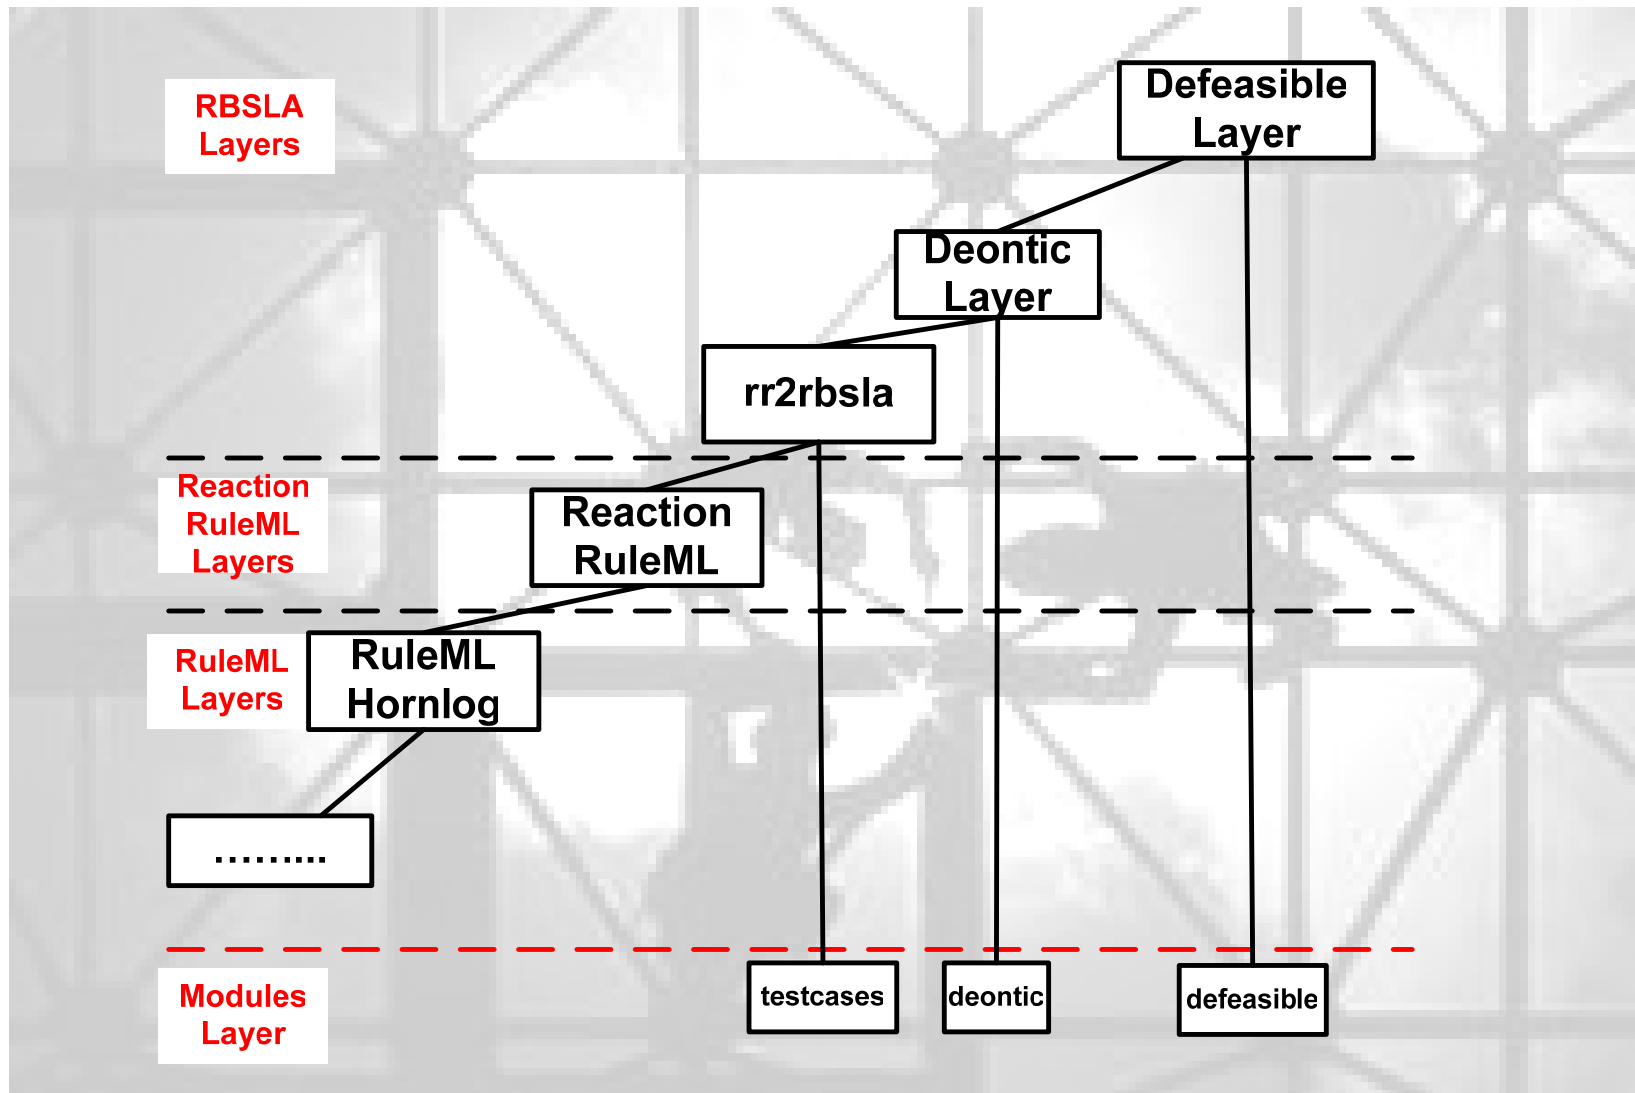 RBSLA
Layers
Defeasible
Layer
Deontic
Layer
rr2rbsla
Reaction
RuleML
Layers
Reaction
RuleML
RuleML
Layers
RuleML
Hornlog
.........
Modules
Layer
testcases
deontic
defeasible